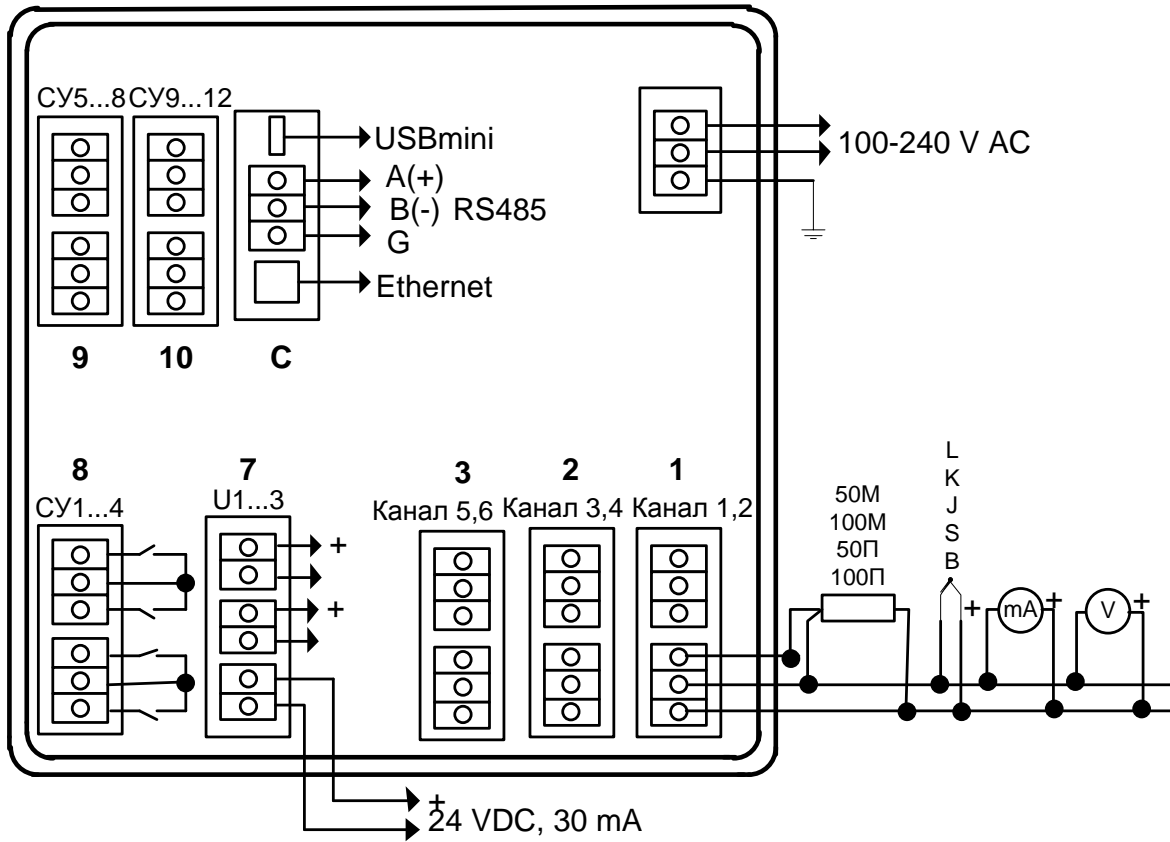 СУ5...8 СУ9...12
USBmini
A(+)
B(-) RS485
G
Ethernet
9 10 C
100-240 V AC
8 7 3 2 1
СУ1...4 U1...3 Канал 5,6 Канал 3,4 Канал 1,2
+
+
50М
100М
50П
100П
L
K
J
S
B
+
mA +
V +
+
24 VDC, 30 mA